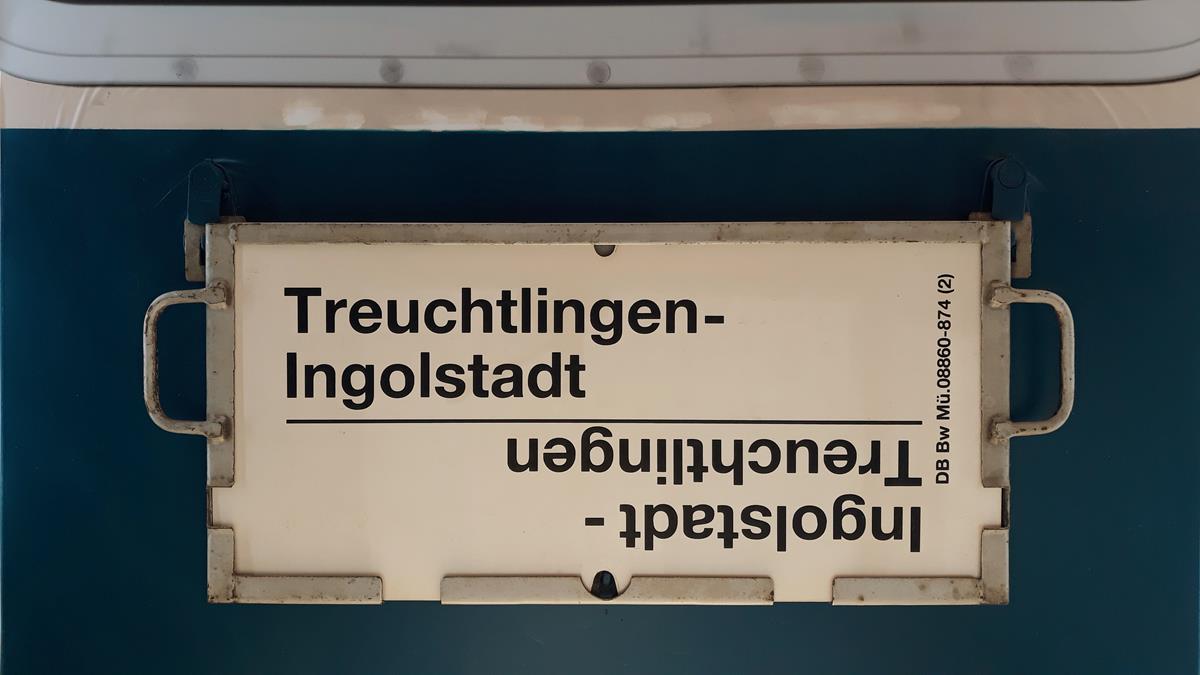 Treuchtlingen-
Ingolstadt
Ingolstadt -
Treuchtlingen
DB Bw Mü.08860-874 (2)